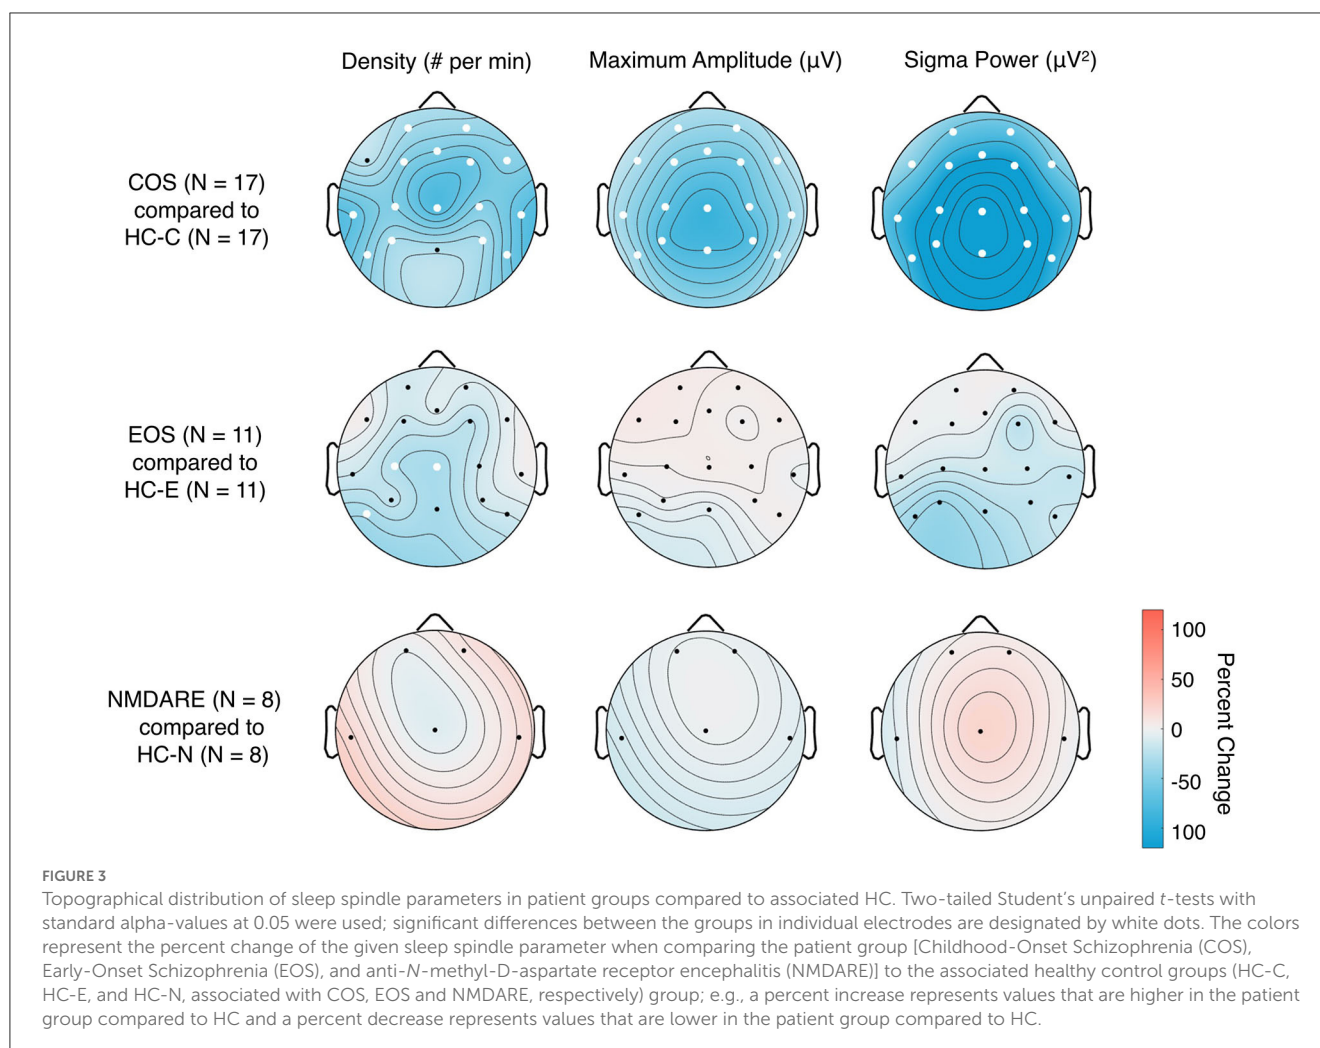 Density (# per min)
Maximum Amplitude (µV)
Sigma Power (µV²)
COS (N = 17)
compared to
HC-C (N = 17)
EOS (N = 11)
compared to
HC-E (N = 11)
NMDARE (N = 8)
compared to
HC-N (N = 8)
100
50
0
-50
100
Percent Change
FIGURE 3
Topographical distribution of sleep spindle parameters in patient groups compared to associated HC. Two-tailed Student’s unpaired t-tests with
standard alpha-values at 0.05 were used; significant differences between the groups in individual electrodes are designated by white dots. The colors
represent the percent change of the given sleep spindle parameter when comparing the patient group [Childhood-Onset Schizophrenia (COS),
Early-Onset Schizophrenia (EOS), and anti-N-methyl-D-aspartate receptor encephalitis (NMDARE)] to the associated healthy control groups (HC-C,
HC-E, and HC-N, associated with COS, EOS and NMDARE, respectively) group; e.g., a percent increase represents values that are higher in the patient
group compared to HC and a percent decrease represents values that are lower in the patient group compared to HC.